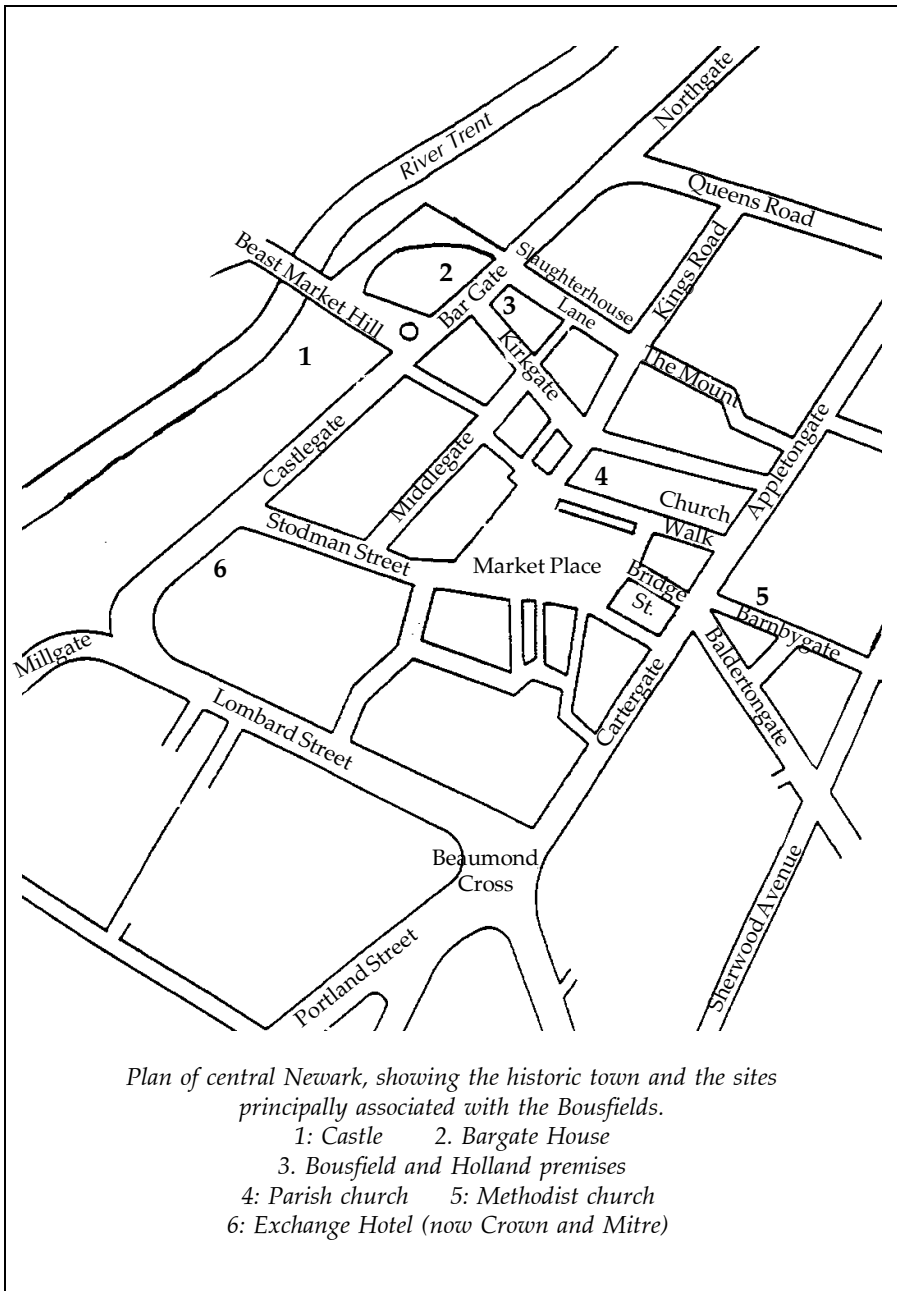 Northgate
River Trent
Queens Road
Beast Market Hill
2
Bar Gate
Slaughterhouse
Lane
Kings Road
3
1
Kirkgate
The Mount
Castlegate
Middlegate
4
Church
Walk
Appletongate
Stodman Street
6
Market Place
Bridge
St.
5
Barnbygate
Baldertongate
Millgate
Cartergate
Lombard Street
Beaumond
Cross
Sherwood Avenue
Portland Street
Plan of central Newark, showing the historic town and the sites
principally associated with the Bousfields.
1: Castle 2. Bargate House
3. Bousfield and Holland premises
4: Parish church 5: Methodist church
6: Exchange Hotel (now Crown and Mitre)